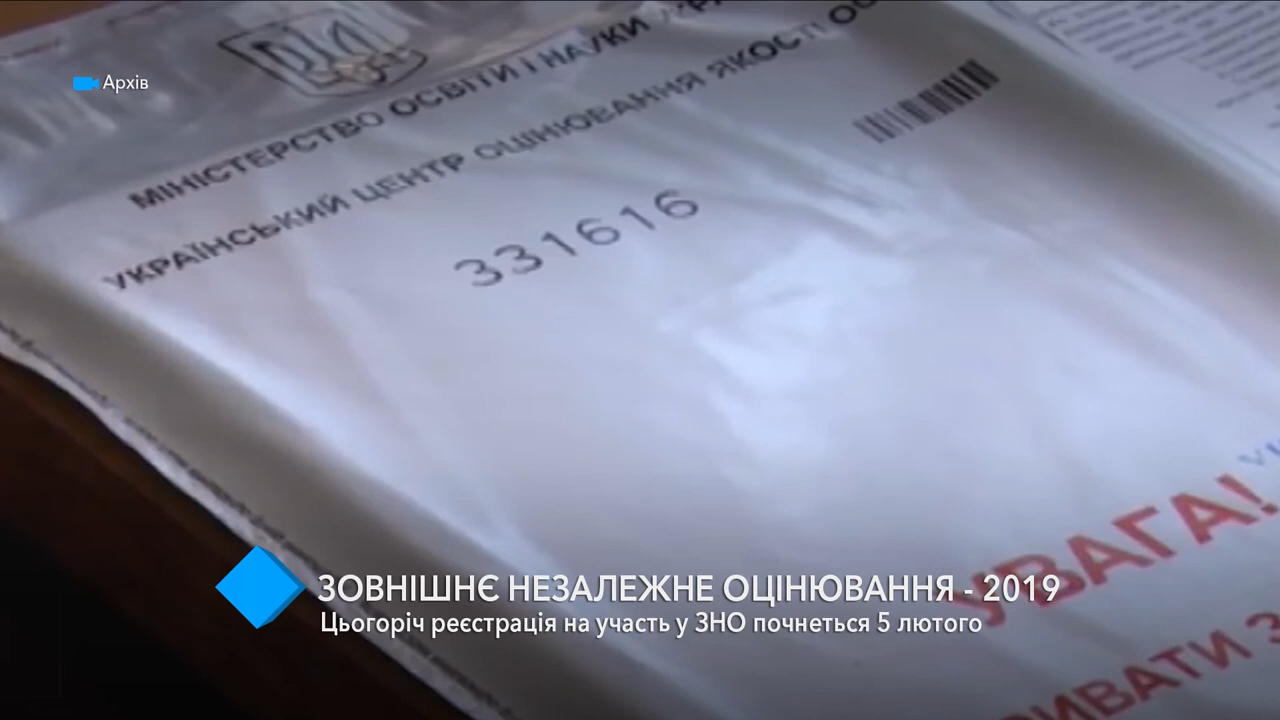 Архів
МІНІСТЕРСТВО ОСВІТИ І НАУКИ
УКРАЇНСЬКИЙ ЦЕНТР ОЦІНЮВАННЯ ЯКОСТІ
331616
УВАГА!
ЗОВНІШНЄ НЕЗАЛЕЖНЕ ОЦІНЮВАННЯ - 2019
Цьогоріч реєстрація на участь у ЗНО почнеться 5 лютого